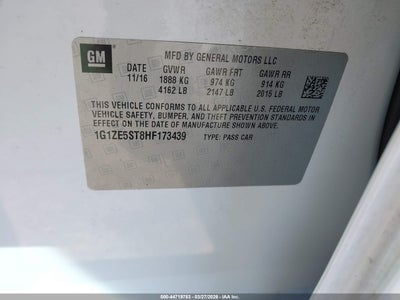 GM
MFD BY GENERAL MOTORS LLC
DATE GVWR GAWR FRT GAWR RR
11/16 1888 KG 974 KG 914 KG
4162 LB 2147 LB 2015 LB
THIS VEHICLE CONFORMS TO ALL APPLICABLE U.S. FEDERAL MOTOR
VEHICLE SAFETY, BUMPER, AND THEFT PREVENTION STANDARDS IN
EFFECT ON THE DATE OF MANUFACTURE SHOWN ABOVE.
1G1ZE5ST8HF173439 TYPE: PASS CAR